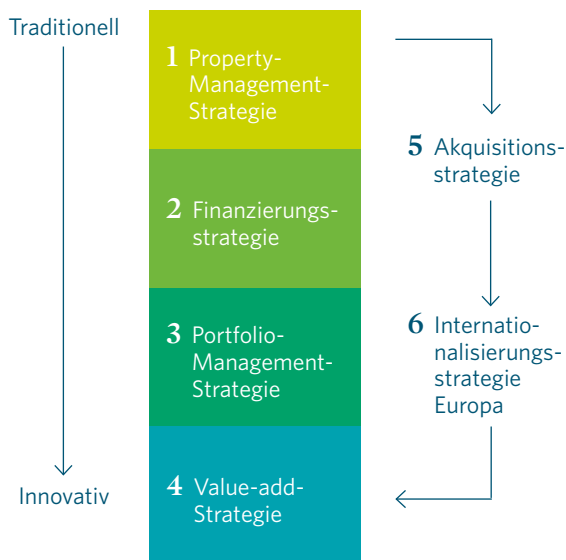 Traditionell
1 Property-
Management-
Strategie
2 Finanzierungs-
strategie
3 Portfolio-
Management-
Strategie
4 Value-add-
Strategie
Innovativ
5 Akquisitions-
strategie
6 Internatio-
nalisierungs-
strategie
Europa